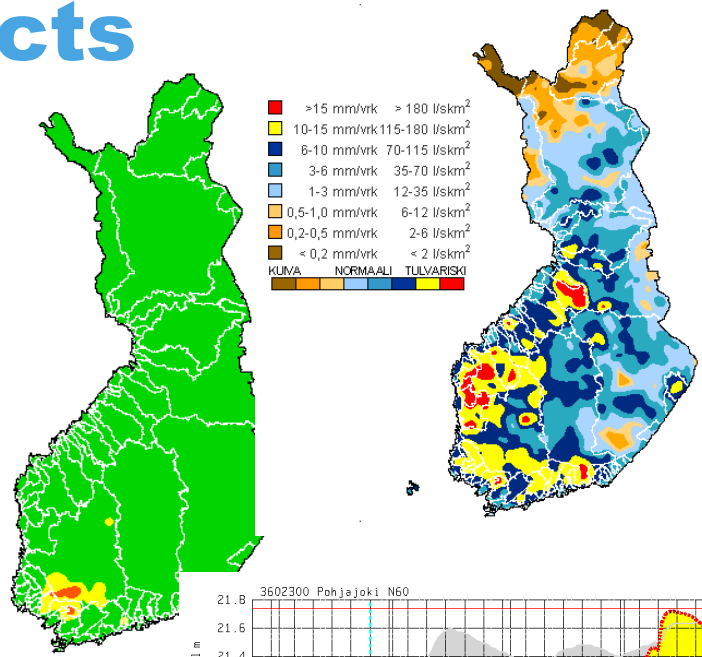 cts
>15 mm/vrk > 180 l/skm²
10-15 mm/vrk 115-180 l/skm²
6-10 mm/vrk 70-115 l/skm²
3-6 mm/vrk 35-70 l/skm²
1-3 mm/vrk 12-35 l/skm²
0,5-1,0 mm/vrk 6-12 l/skm²
0,2-0,5 mm/vrk 2-6 l/skm²
< 0,2 mm/vrk < 2 l/skm²
KUIVA NORMAALI TULVARISKI
3602300 Pohjajoki N60
21.8
21.6
21.4
m